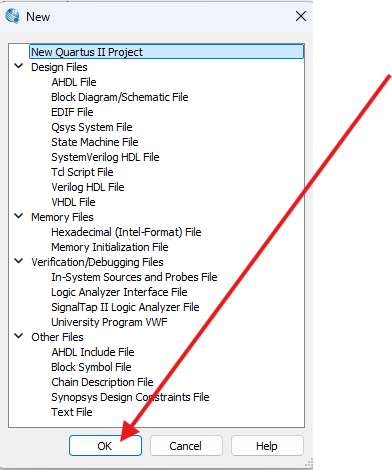 New
New Quartus II Project
Design Files
AHDL File
Block Diagram/Schematic File
EDIF File
Qsys System File
State Machine File
SystemVerilog HDL File
Tcl Script File
Verilog HDL File
VHDL File
Memory Files
Hexadecimal (Intel-Format) File
Memory Initialization File
Verification/Debugging Files
In-System Sources and Probes File
Logic Analyzer Interface File
SignalTap II Logic Analyzer File
University Program VWF
Other Files
AHDL Include File
Block Symbol File
Chain Description File
Synopsys Design Constraints File
Text File
OK Cancel Help